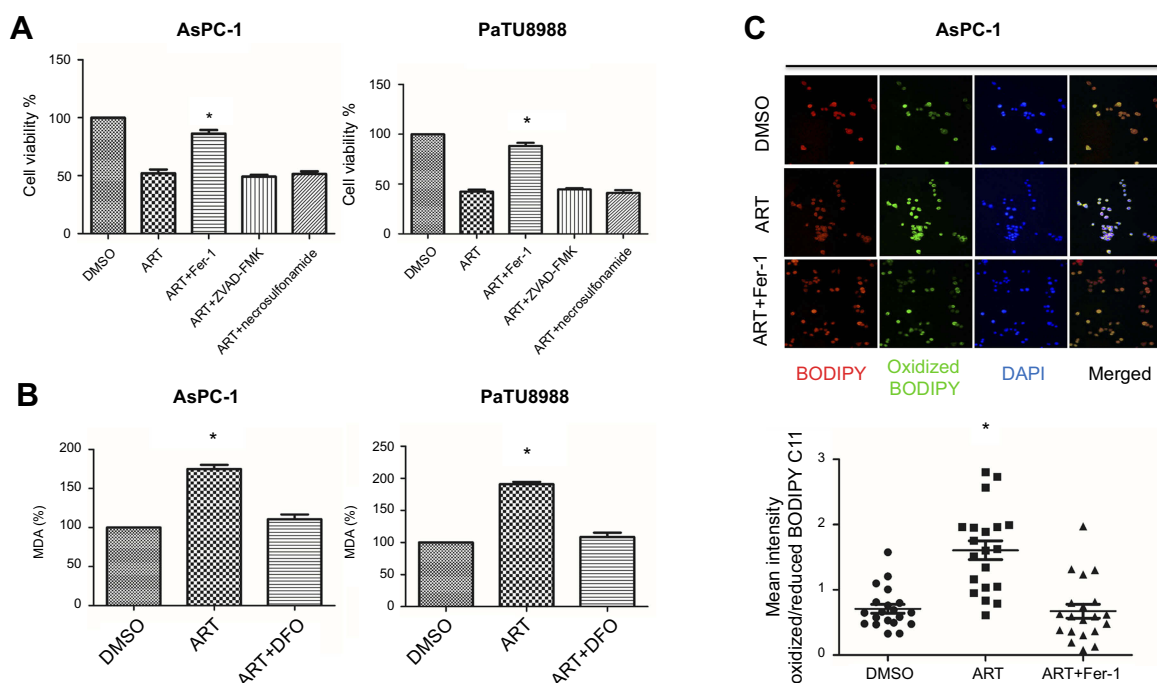 A
AsPC-1
Cell viability %
150
100
50
0
DMSO
ART
ART+Fer-1
ART+ZVAD-FMK
ART+necrosulfonamide
*
PaTU8988
Cell viability %
150
100
50
0
DMSO
ART
ART+Fer-1
ART+ZVAD-FMK
ART+necrosulfonamide
*
B
AsPC-1
MDA (%)
200
150
100
50
0
DMSO
ART
ART+DFO
*
PaTU8988
MDA (%)
250
200
150
100
50
0
DMSO
ART
ART+DFO
*
C
AsPC-1
DMSO
ART
ART+Fer-1
BODIPY
Oxidized
BODIPY
DAPI
Merged
Mean intensity
oxidized/reduced BODIPY C11
3
2
1
0
*
DMSO
ART
ART+Fer-1